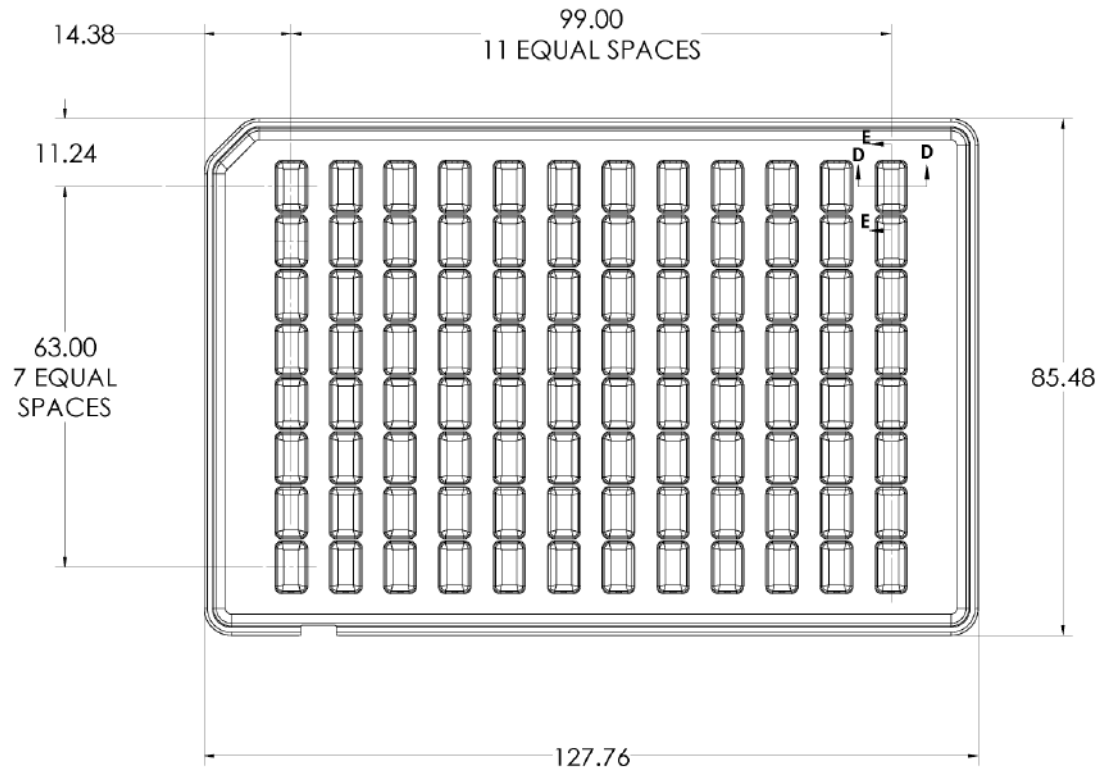 14.38
99.00
11 EQUAL SPACES
11.24
E
D
D
E
63.00
7 EQUAL
SPACES
85.48
127.76